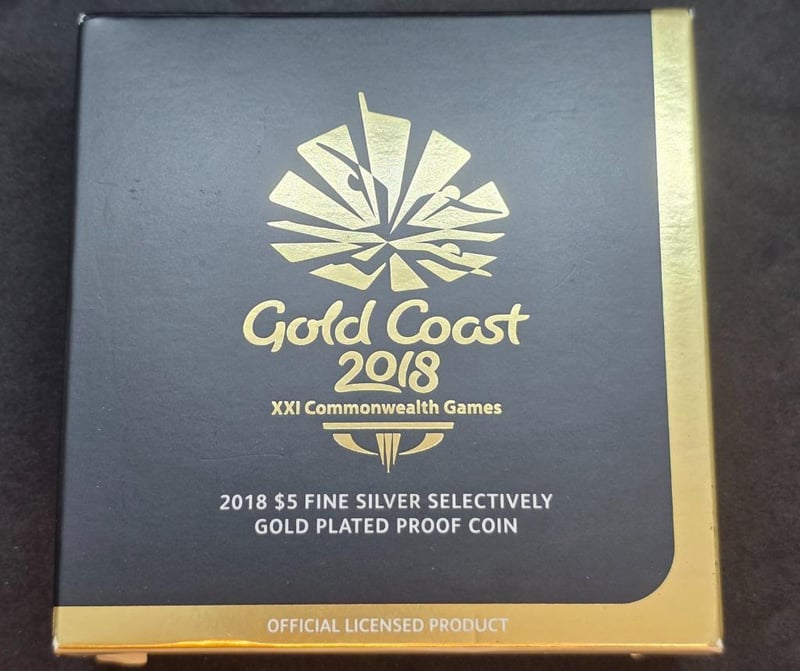 Gold Coast
2018
XXI Commonwealth Games
2018 $5 FINE SILVER SELECTIVELY
GOLD PLATED PROOF COIN
OFFICIAL LICENSED PRODUCT